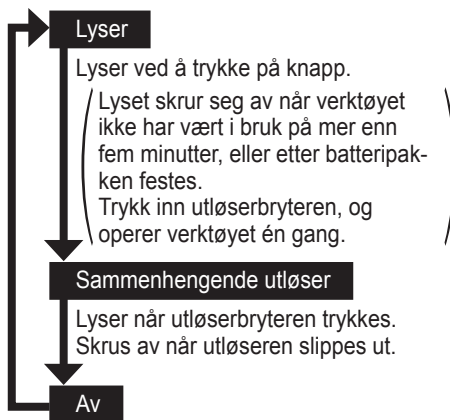 Lyser
Lyser ved å trykke på knapp.
Lyset skrur seg av når verktøyet
ikke har vært i bruk på mer enn
fem minutter, eller etter batteripak-
ken festes.
Trykk inn utløserbryteren, og
operer verktøyet én gang.
Sammenhengende utløser
Lyser når utløserbryteren trykkes.
Skrus av når utløseren slippes ut.
Av